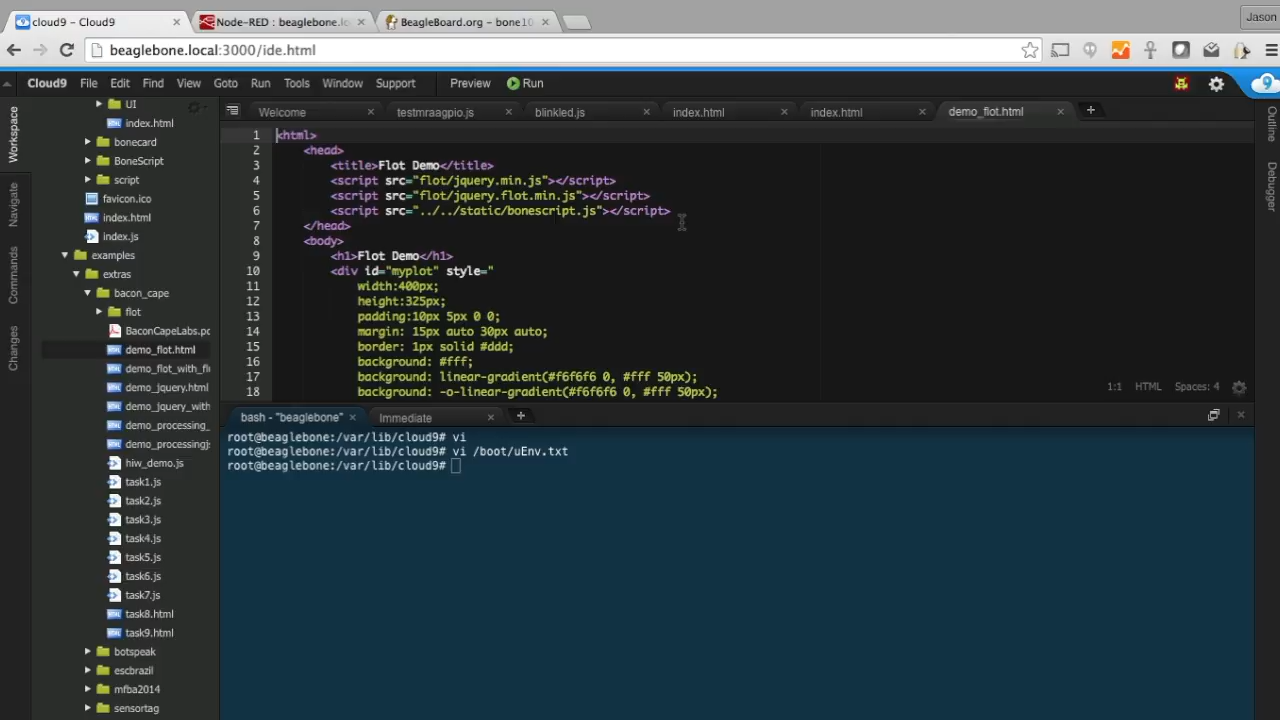 cloud9 - Cloud9
Node-RED : beaglebone.lo
BeagleBoard.org - bone10
Jason
beaglebone.local:3000/ide.html
Cloud9 File Edit Find View Goto Run Tools Window Support Preview Run
Workspace
Navigate
Commands
Changes
UI
index.html
bonecard
BoneScript
script
favicon.ico
index.html
index.js
examples
extras
bacon_cape
flot
BaconCapeLabs.pd
demo_flot.html
demo_flot_with_flu
demo_jquery.html
demo_jquery_with
demo_processing_
demo_processingj
hiw_demo.js
task1.js
task2.js
task3.js
task4.js
task5.js
task6.js
task7.js
task8.html
task9.html
botspeak
escbrazil
mfba2014
sensortag
Welcome testmraagpio.js blinkled.js index.html index.html demo_flot.html
1 <html>
2 <head>
3 <title>Flot Demo</title>
4 <script src="flot/jquery.min.js"></script>
5 <script src="flot/jquery.flot.min.js"></script>
6 <script src="../../static/bonescript.js"></script>
7 </head>
8 <body>
9 <h1>Flot Demo</h1>
10 <div id="myplot" style="
11 width:400px;
12 height:325px;
13 padding:10px 5px 0 0;
14 margin: 15px auto 30px auto;
15 border: 1px solid #ddd;
16 background: #fff;
17 background: linear-gradient(#f6f6f6 0, #fff 50px);
18 background: -o-linear-gradient(#f6f6f6 0, #fff 50px);
1:1 HTML Spaces: 4
bash - "beaglebone" Immediate
root@beaglebone:/var/lib/cloud9# vi
root@beaglebone:/var/lib/cloud9# vi /boot/uEnv.txt
root@beaglebone:/var/lib/cloud9#
Outline
Debugger
9